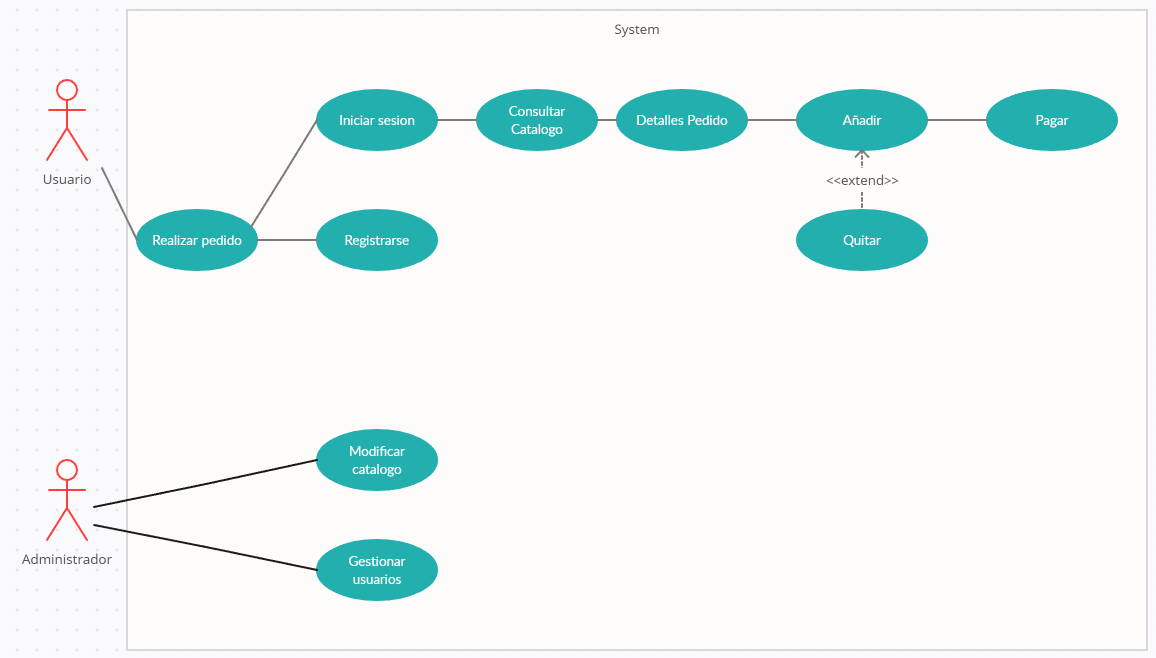 System
Usuario
Iniciar sesion
Consultar
Catalogo
Detalles Pedido
Añadir
Pagar
<<extend>>
Realizar pedido
Registrarse
Quitar
Administrador
Modificar
catalogo
Gestionar
usuarios